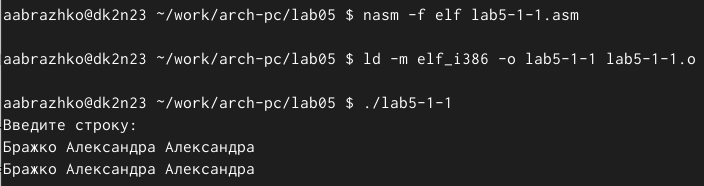 aabrazhko@dk2n23 ~/work/arch-pc/lab05 $ nasm -f elf lab5-1-1.asm
aabrazhko@dk2n23 ~/work/arch-pc/lab05 $ ld -m elf_i386 -o lab5-1-1 lab5-1-1.o
aabrazhko@dk2n23 ~/work/arch-pc/lab05 $ ./lab5-1-1
Введите строку:
Бражко Александра Александра
Бражко Александра Александра